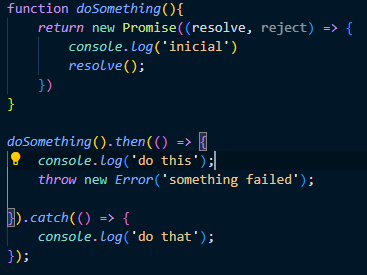 function doSomething(){
    return new Promise((resolve, reject) => {
        console.log('inicial')
        resolve();
    })
}

doSomething().then(() => {
    console.log('do this');
    throw new Error('something failed');

}).catch(() => {
    console.log('do that');
});